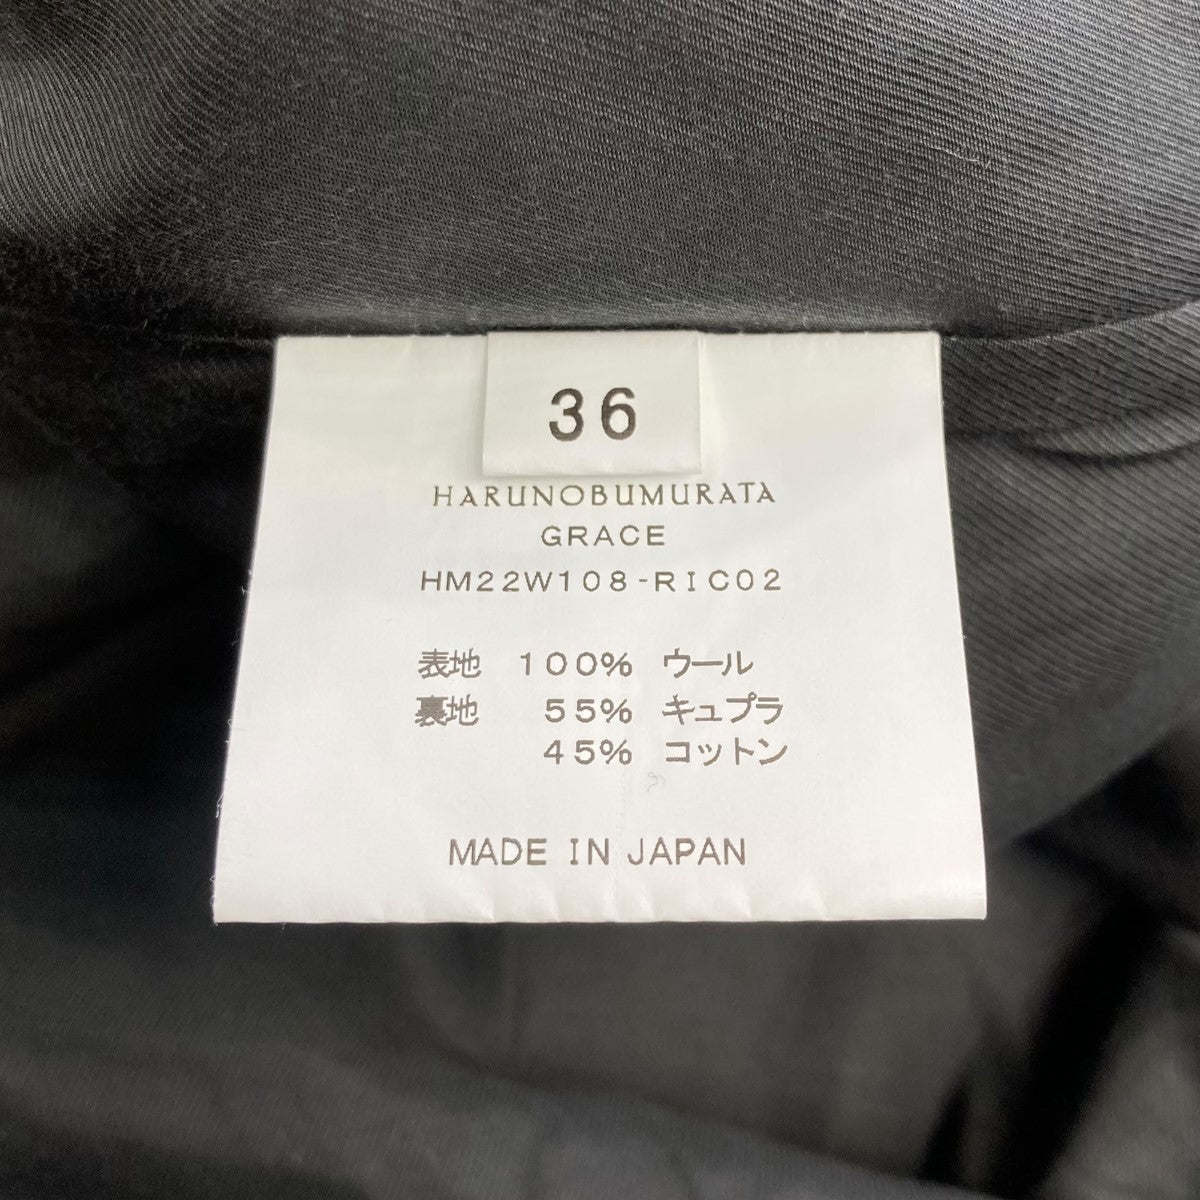 36
HARUNOBUMURATA
GRACE
HM22W108-RIC02
表地 100% ウール
裏地 55% キュプラ
45% コットン
MADE IN JAPAN